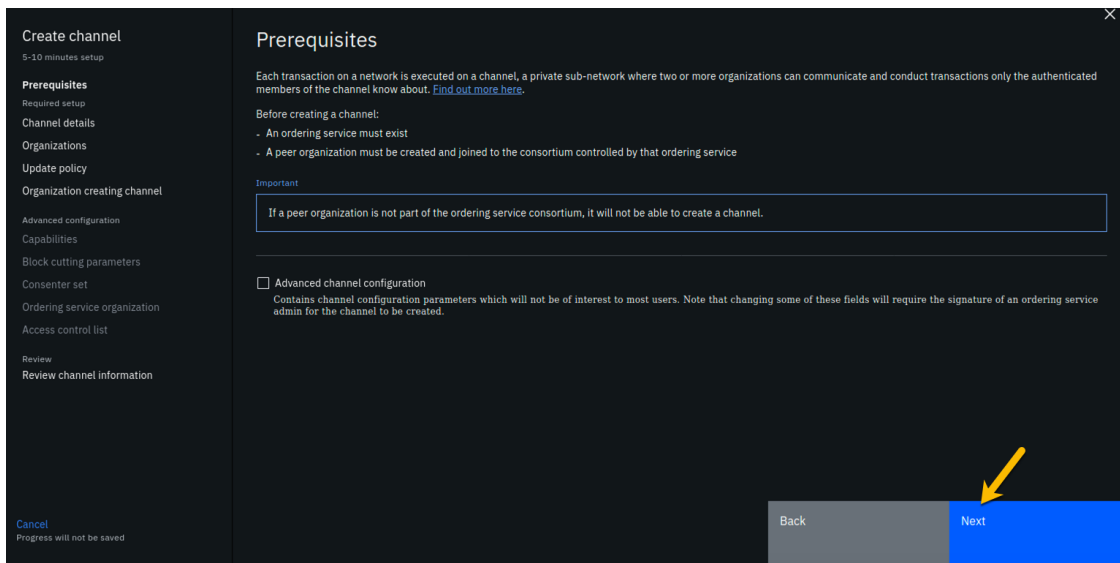 Create channel
5-10 minutes setup
Prerequisites
Required setup
Channel details
Organizations
Update policy
Organization creating channel
Advanced configuration
Capabilities
Block cutting parameters
Consenter set
Ordering service organization
Access control list
Review
Review channel information
Cancel
Progress will not be saved
Prerequisites
Each transaction on a network is executed on a channel, a private sub-network where two or more organizations can communicate and conduct transactions only the authenticated
members of the channel know about. Find out more here.
Before creating a channel:
- An ordering service must exist
- A peer organization must be created and joined to the consortium controlled by that ordering service
Important
If a peer organization is not part of the ordering service consortium, it will not be able to create a channel.
Advanced channel configuration
Contains channel configuration parameters which will not be of interest to most users. Note that changing some of these fields will require the signature of an ordering service
admin for the channel to be created.
Back
Next